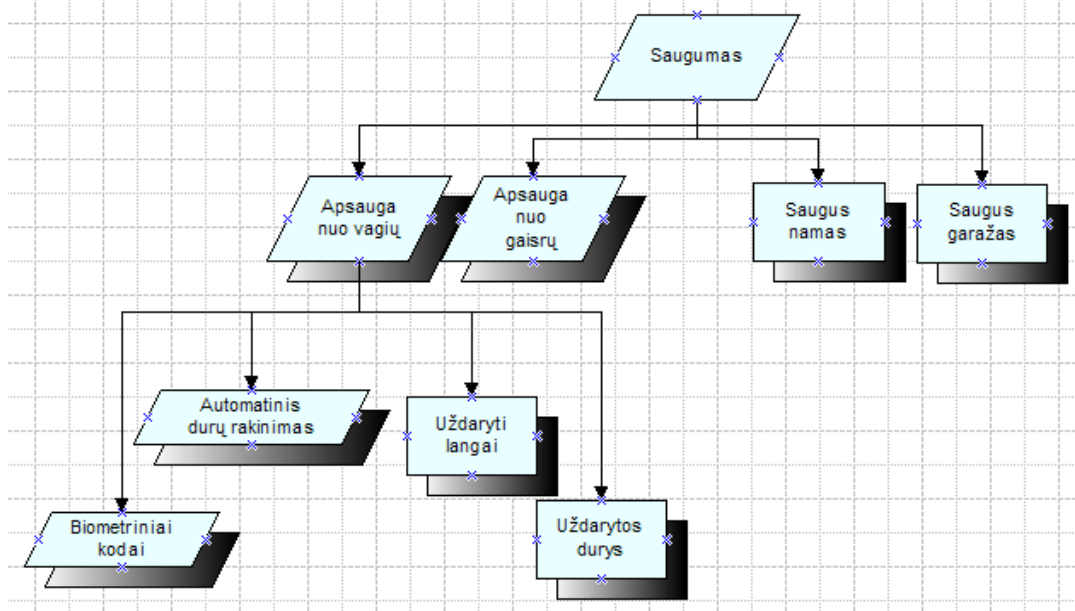 Saugumas
Apsauga
nuo vagių
Apsauga
nuo
gaisrų
Saugus
namas
Saugus
garažas
Automatinis
durų rakinimas
Uždaryti
langai
Biometriniai
kodai
Uždarytos
durys